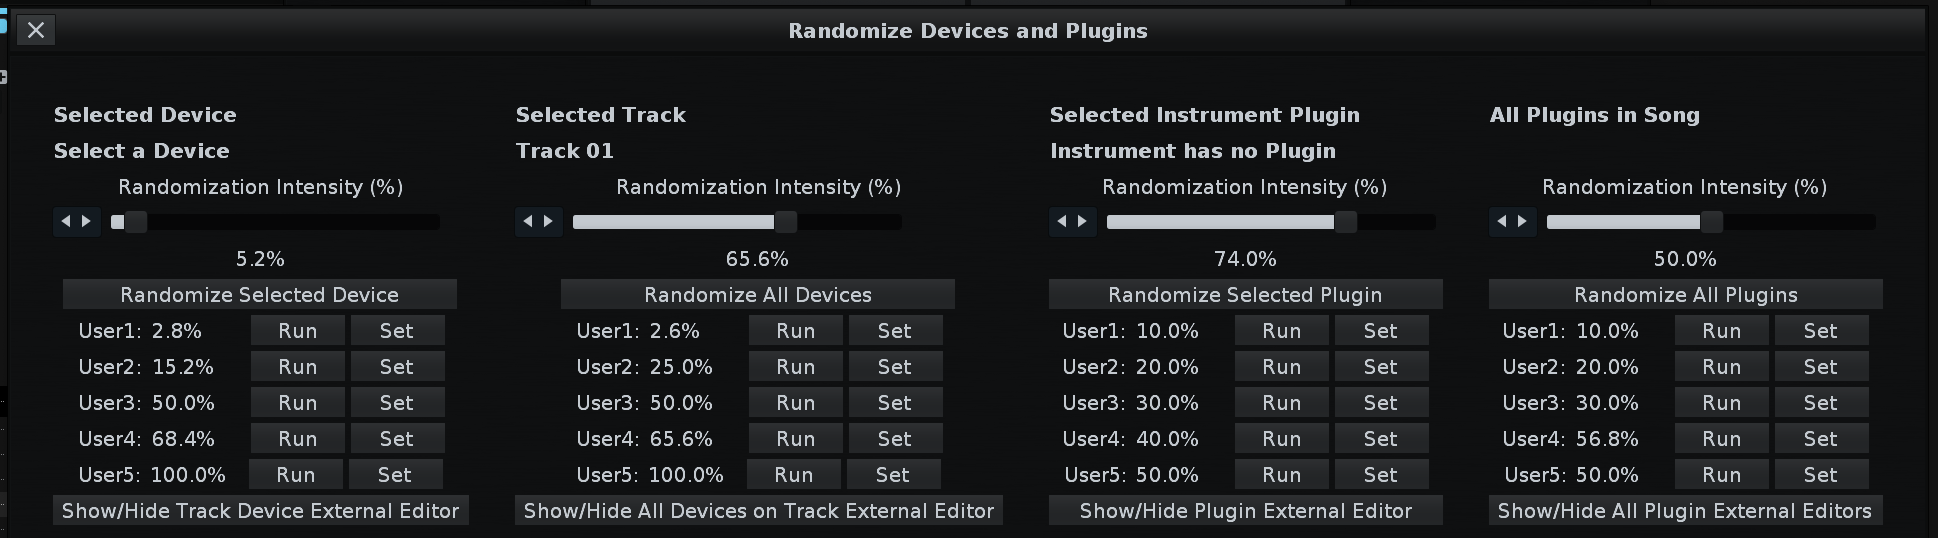 Randomize Devices and Plugins
Selected Device
Select a Device
Randomization Intensity (%)
5.2%
Randomize Selected Device
User1: 2.8% Run Set
User2: 15.2% Run Set
User3: 50.0% Run Set
User4: 68.4% Run Set
User5: 100.0% Run Set
Show/Hide Track Device External Editor
Selected Track
Track 01
Randomization Intensity (%)
65.6%
Randomize All Devices
User1: 2.6% Run Set
User2: 25.0% Run Set
User3: 50.0% Run Set
User4: 65.6% Run Set
User5: 100.0% Run Set
Show/Hide All Devices on Track External Editor
Selected Instrument Plugin
Instrument has no Plugin
Randomization Intensity (%)
74.0%
Randomize Selected Plugin
User1: 10.0% Run Set
User2: 20.0% Run Set
User3: 30.0% Run Set
User4: 40.0% Run Set
User5: 50.0% Run Set
Show/Hide Plugin External Editor
All Plugins in Song
Randomization Intensity (%)
50.0%
Randomize All Plugins
User1: 10.0% Run Set
User2: 20.0% Run Set
User3: 30.0% Run Set
User4: 56.8% Run Set
User5: 50.0% Run Set
Show/Hide All Plugin External Editors